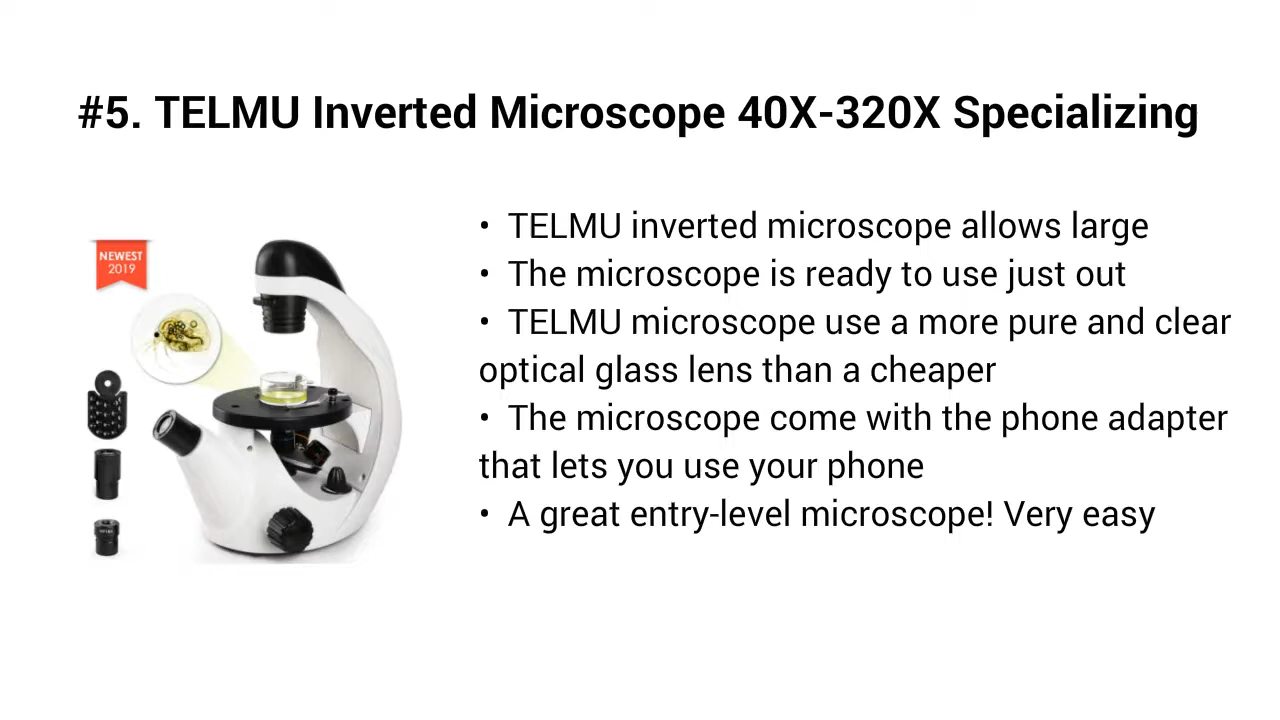 #5. TELMU Inverted Microscope 40X-320X Specializing
NEWEST
2019
• TELMU inverted microscope allows large
• The microscope is ready to use just out
• TELMU microscope use a more pure and clear
optical glass lens than a cheaper
• The microscope come with the phone adapter
that lets you use your phone
• A great entry-level microscope! Very easy